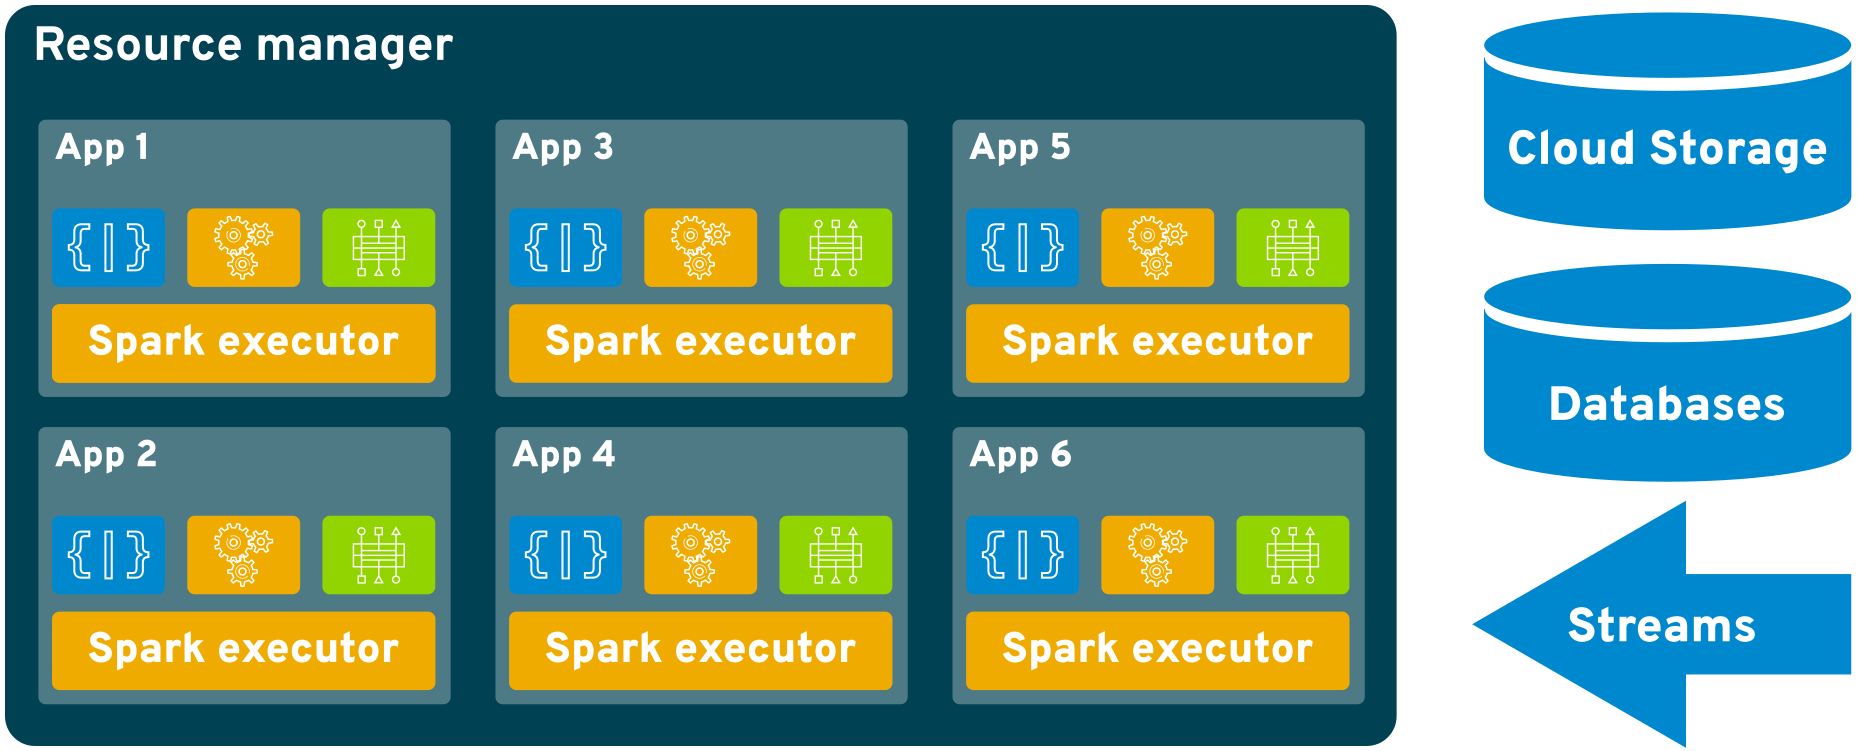 Resource manager
App 1
App 3
App 5
{|}
{|}
{|}
Spark executor
Spark executor
Spark executor
App 2
App 4
App 6
{|}
{|}
{|}
Spark executor
Spark executor
Spark executor
Cloud Storage
Databases
Streams